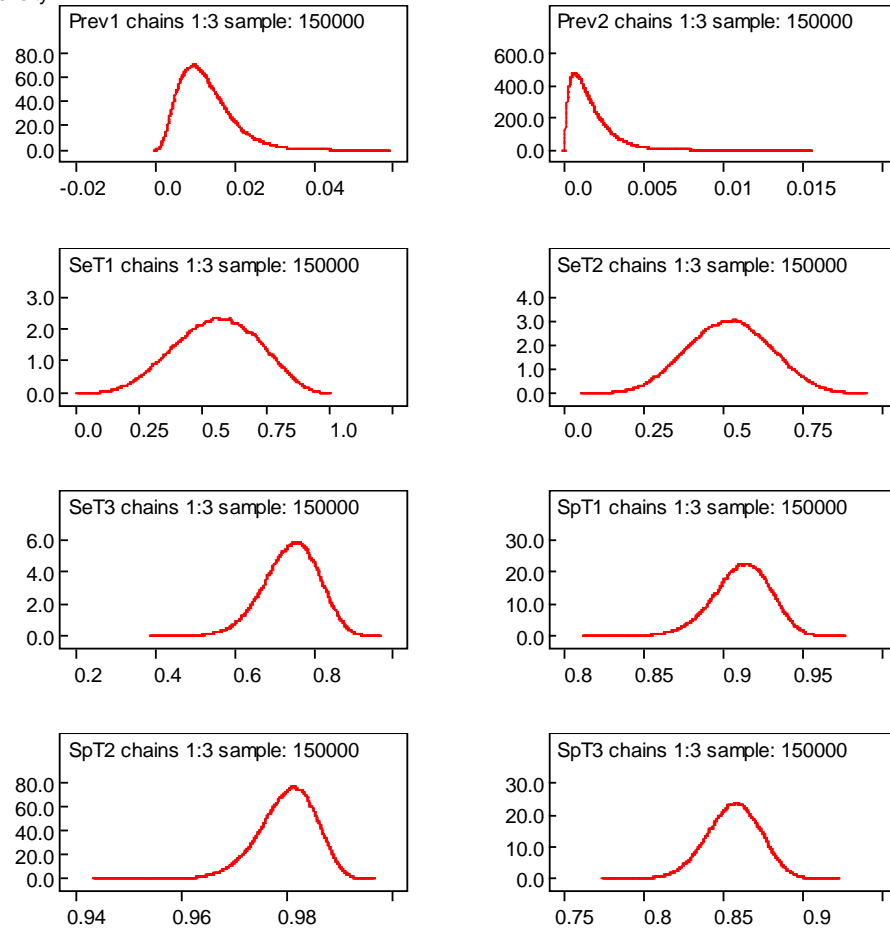 Prev1 chains 1:3 sample: 150000
80.0
60.0
40.0
20.0
0.0
-0.02 0.0 0.02 0.04
Prev2 chains 1:3 sample: 150000
600.0
400.0
200.0
0.0
0.0 0.005 0.01 0.015
SeT1 chains 1:3 sample: 150000
3.0
2.0
1.0
0.0
0.0 0.25 0.5 0.75 1.0
SeT2 chains 1:3 sample: 150000
4.0
3.0
2.0
1.0
0.0
0.0 0.25 0.5 0.75
SeT3 chains 1:3 sample: 150000
6.0
4.0
2.0
0.0
0.2 0.4 0.6 0.8
SpT1 chains 1:3 sample: 150000
30.0
20.0
10.0
0.0
0.8 0.85 0.9 0.95
SpT2 chains 1:3 sample: 150000
80.0
60.0
40.0
20.0
0.0
0.94 0.96 0.98
SpT3 chains 1:3 sample: 150000
30.0
20.0
10.0
0.0
0.75 0.8 0.85 0.9